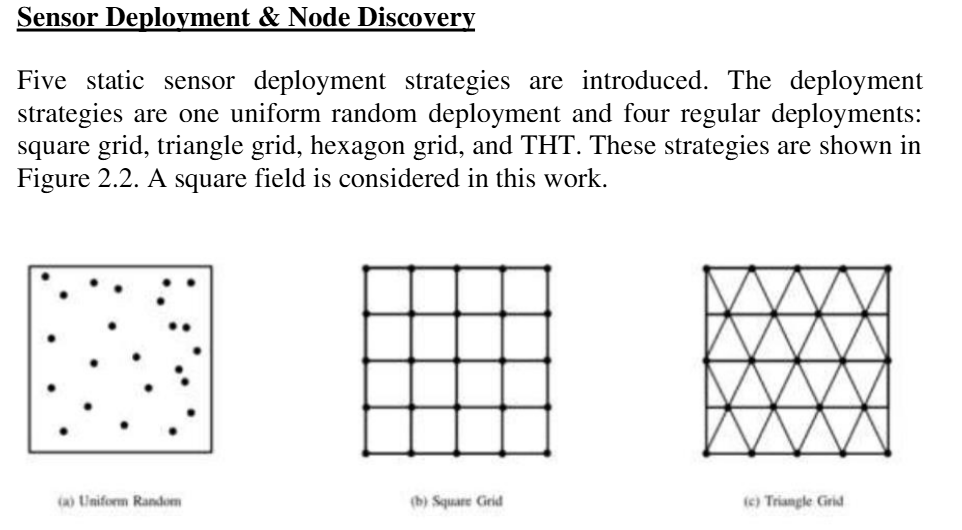 Sensor Deployment & Node Discovery
Five static sensor deployment strategies are introduced. The deployment
strategies are one uniform random deployment and four regular deployments:
square grid, triangle grid, hexagon grid, and THT. These strategies are shown in
Figure 2.2. A square field is considered in this work.
(a) Uniform Random
(b) Square Grid
(c) Triangle Grid